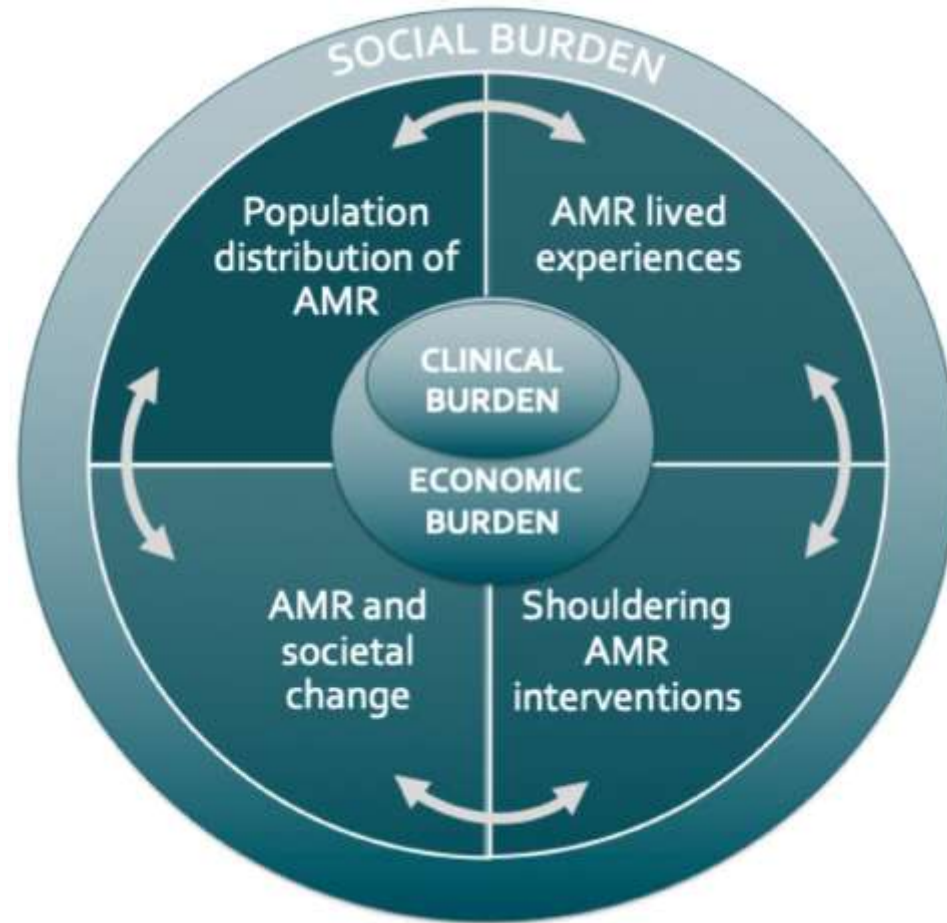 SOCIAL BURDEN
Population
distribution of
AMR
AMR lived
experiences
CLINICAL
BURDEN
ECONOMIC
BURDEN
AMR and
societal
change
Shouldering
AMR
interventions